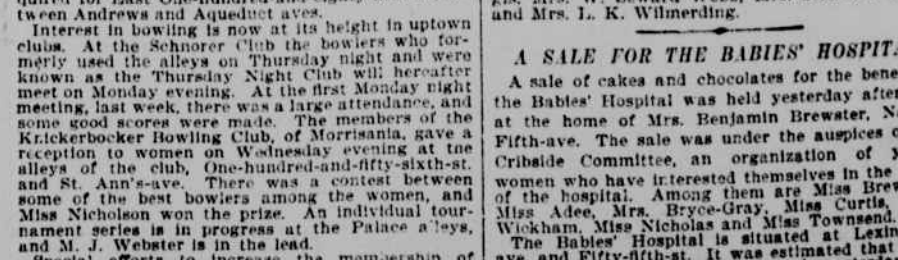 tween Andrews and Aqueduct aves.
Interest in bowling is now at its height in uptown
clubs. At the Schnorer Club the bowlers who for-
merly used the alleys on Thursday night and were
known as the Thursday Night Club will hereafter
meet on Monday evening. At the first Monday night
meeting, last week, there was a large attendance, and
some good scores were made. The members of the
Krickerbocker Bowling Club, of Morrisania, gave a
reception to women on Wednesday evening at tne
alleys of the club, One-hundred-and-fifty-sixth-st.
and St. Ann's-ave. There was a contest between
some of the best bowlers among the women, and
Miss Nicholson won the prize. An individual tour-
nament series is in progress at the Palace alleys,
and M. J. Webster is in the lead.
Special efforts to increase the membership of
and Mrs. L. K. Wilmerding.
A SALE FOR THE BABIES' HOSPIT
A sale of cakes and chocolates for the bene
the Babies' Hospital was held yesterday after
at the home of Mrs. Benjamin Brewster, N
Fifth-ave. The sale was under the auspices o
Cribside Committee, an organization of y
women who have interested themselves in the
of the hospital. Among them are Miss Brew
Miss Adee, Mrs. Bryce-Gray, Miss Curtis,
Wickham, Miss Nicholas and Miss Townsend.
The Babies' Hospital is situated at Lexin
ave and Fifty-fifth-st. It was estimated that